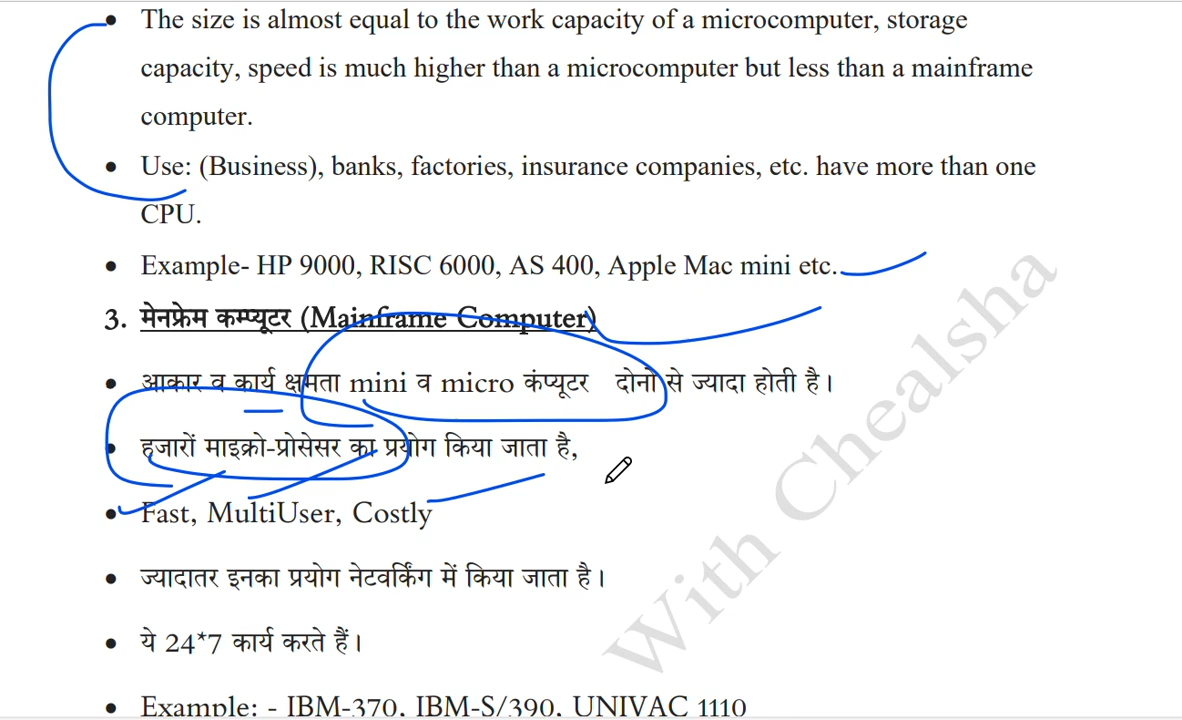 The size is almost equal to the work capacity of a microcomputer, storage
capacity, speed is much higher than a microcomputer but less than a mainframe
computer.
Use: (Business), banks, factories, insurance companies, etc. have more than one
CPU.
Example- HP 9000, RISC 6000, AS 400, Apple Mac mini etc.
3. मेनफ्रेम कम्प्यूटर (Mainframe Computer)
आकार व कार्य क्षमता mini व micro कंप्यूटर दोनों से ज्यादा होती है।
हजारों माइक्रो-प्रोसेसर का प्रयोग किया जाता है,
Fast, MultiUser, Costly
ज्यादातर इनका प्रयोग नेटवर्किंग में किया जाता है।
ये 24*7 कार्य करते हैं।
Example: - IBM-370, IBM-S/390, UNIVAC 1110
With Chealsha